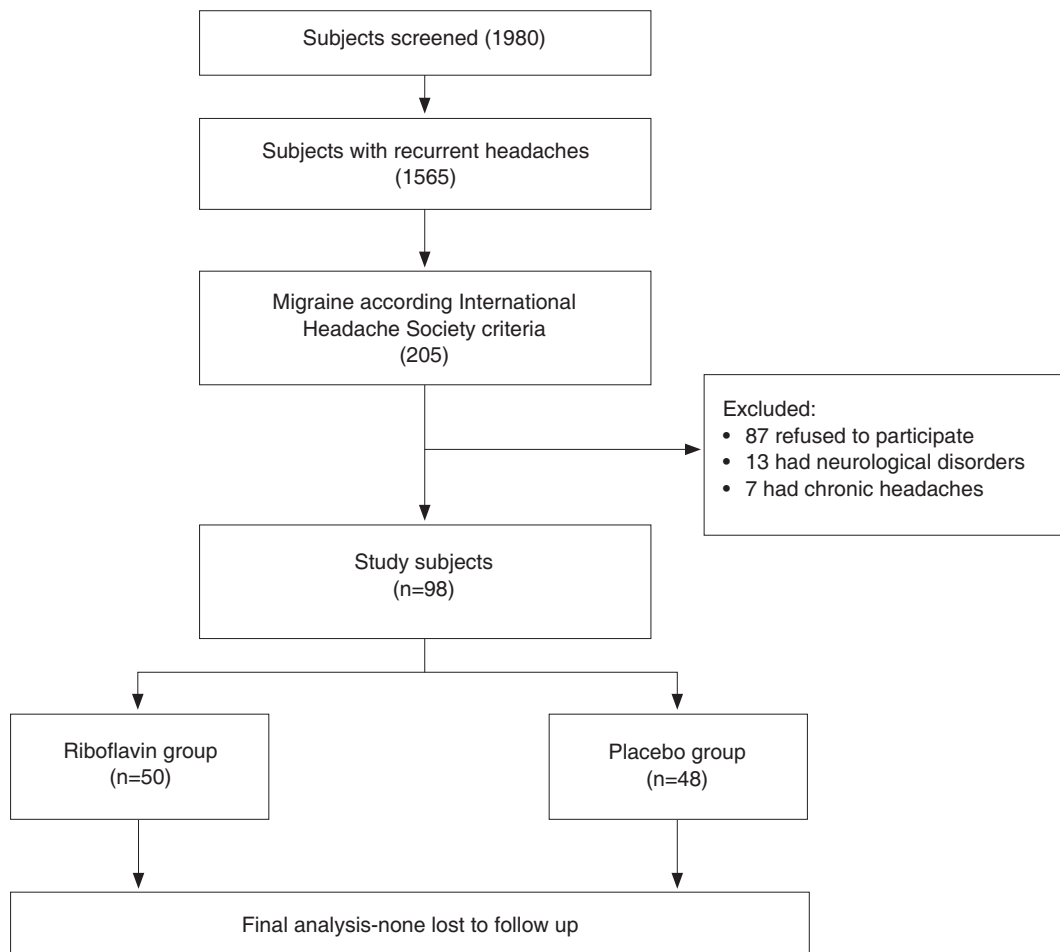 Subjects screened (1980)
Subjects with recurrent headaches
(1565)
Migraine according International
Headache Society criteria
(205)
Excluded:
• 87 refused to participate
• 13 had neurological disorders
• 7 had chronic headaches
Study subjects
(n=98)
Riboflavin group
(n=50)
Placebo group
(n=48)
Final analysis-none lost to follow up